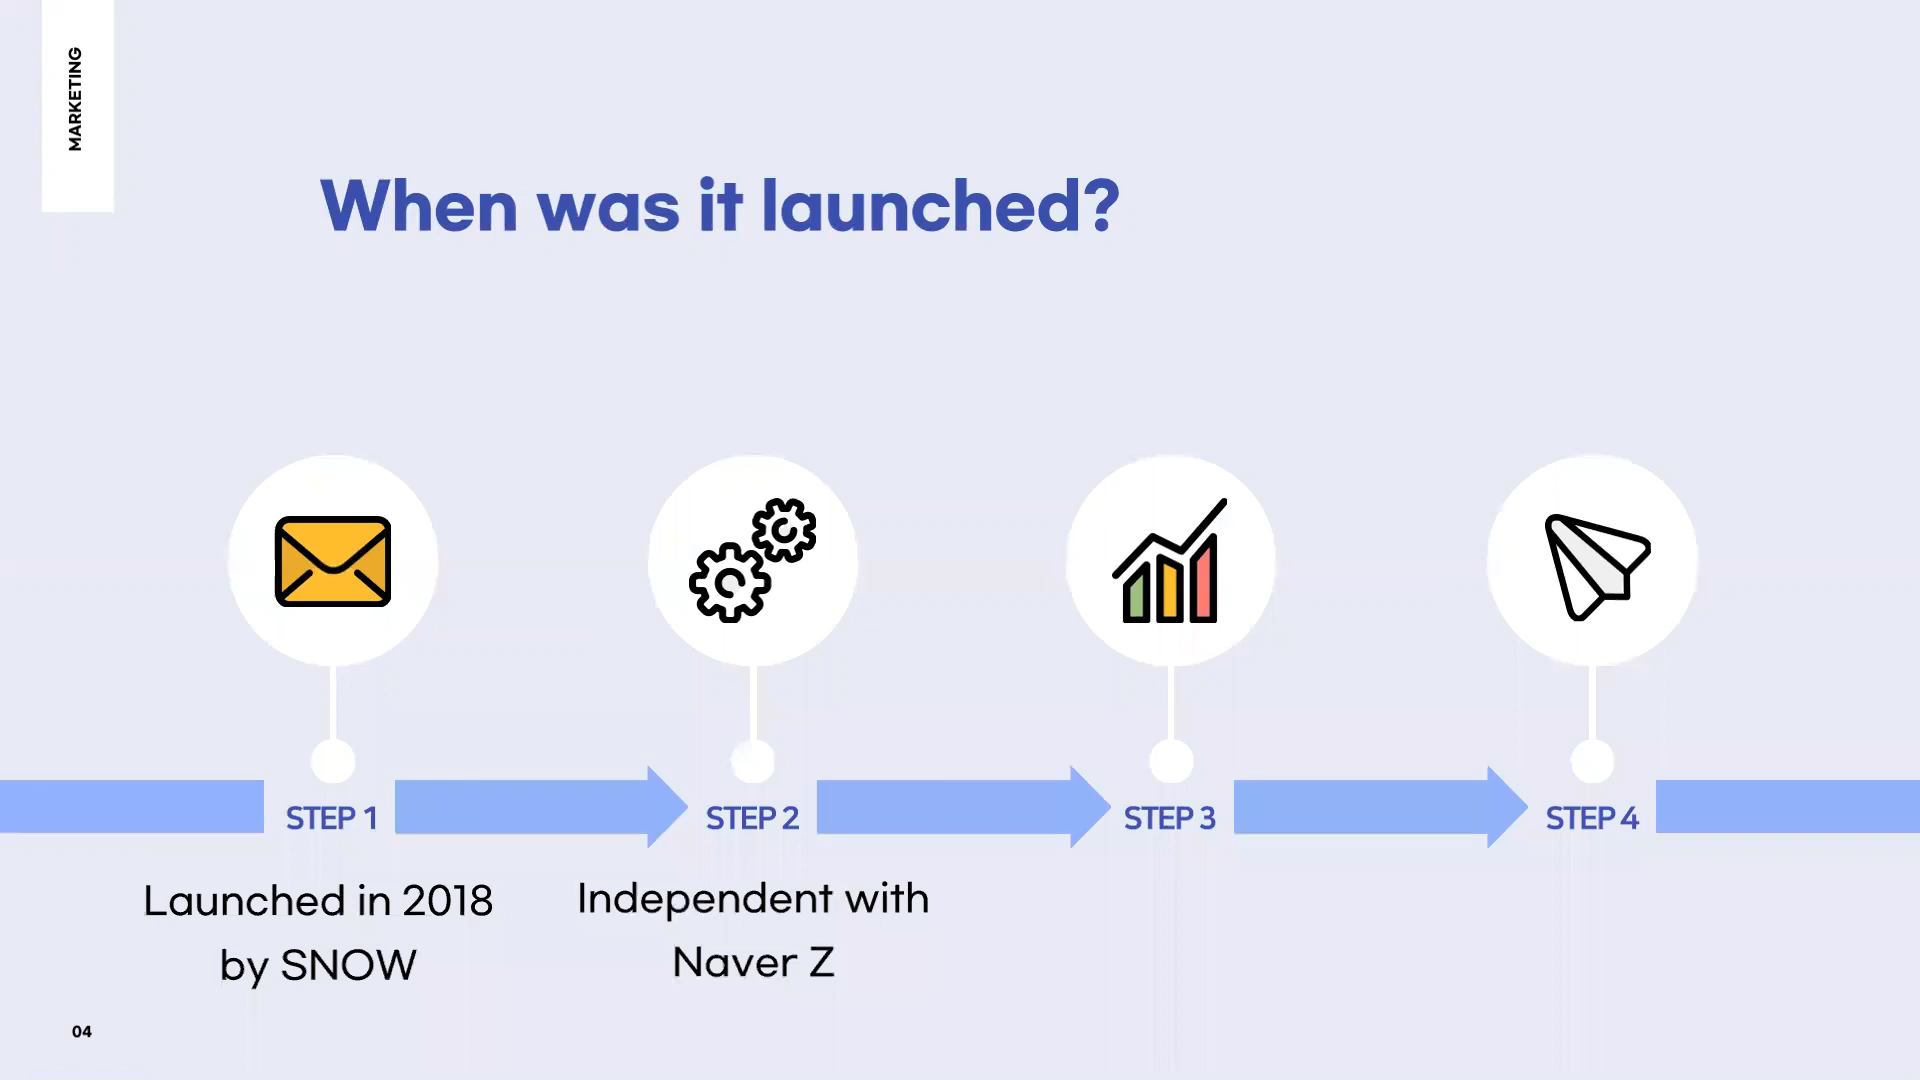 MARKETING
When was it launched?
STEP 1
STEP 2
STEP 3
STEP 4
Launched in 2018
by SNOW
Independent with
Naver Z
04